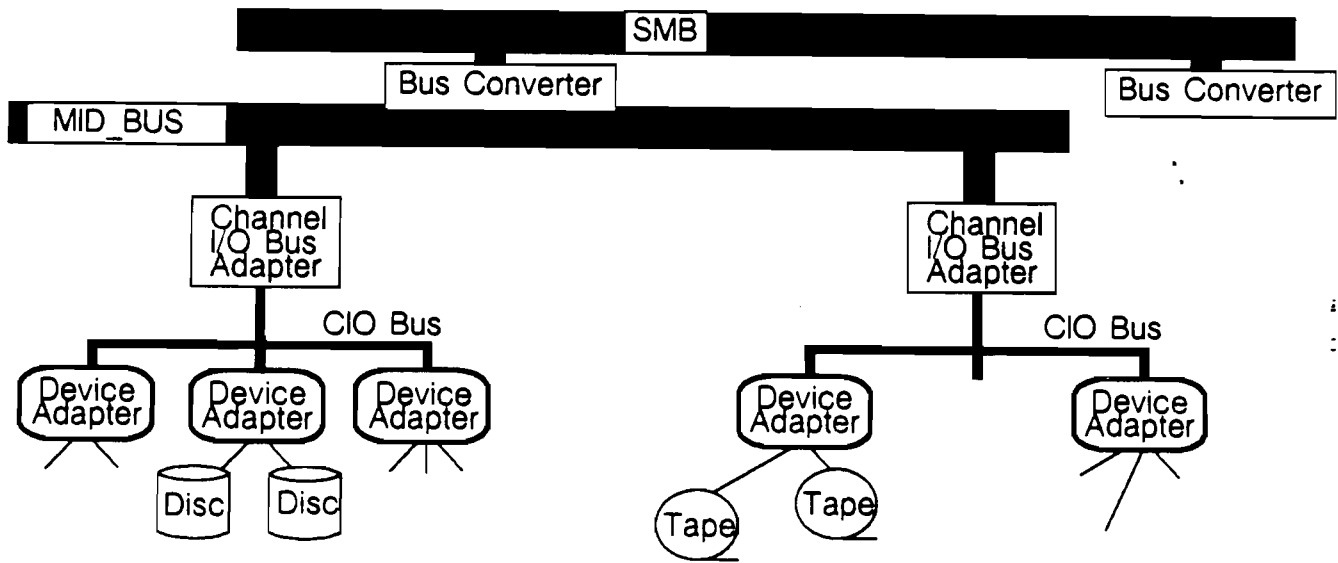 SMB
Bus Converter
Bus Converter
MID_BUS
Channel
I/O Bus
Adapter
Channel
I/O Bus
Adapter
CIO Bus
CIO Bus
Device
Adapter
Device
Adapter
Device
Adapter
Device
Adapter
Device
Adapter
Disc
Disc
Tape
Tape